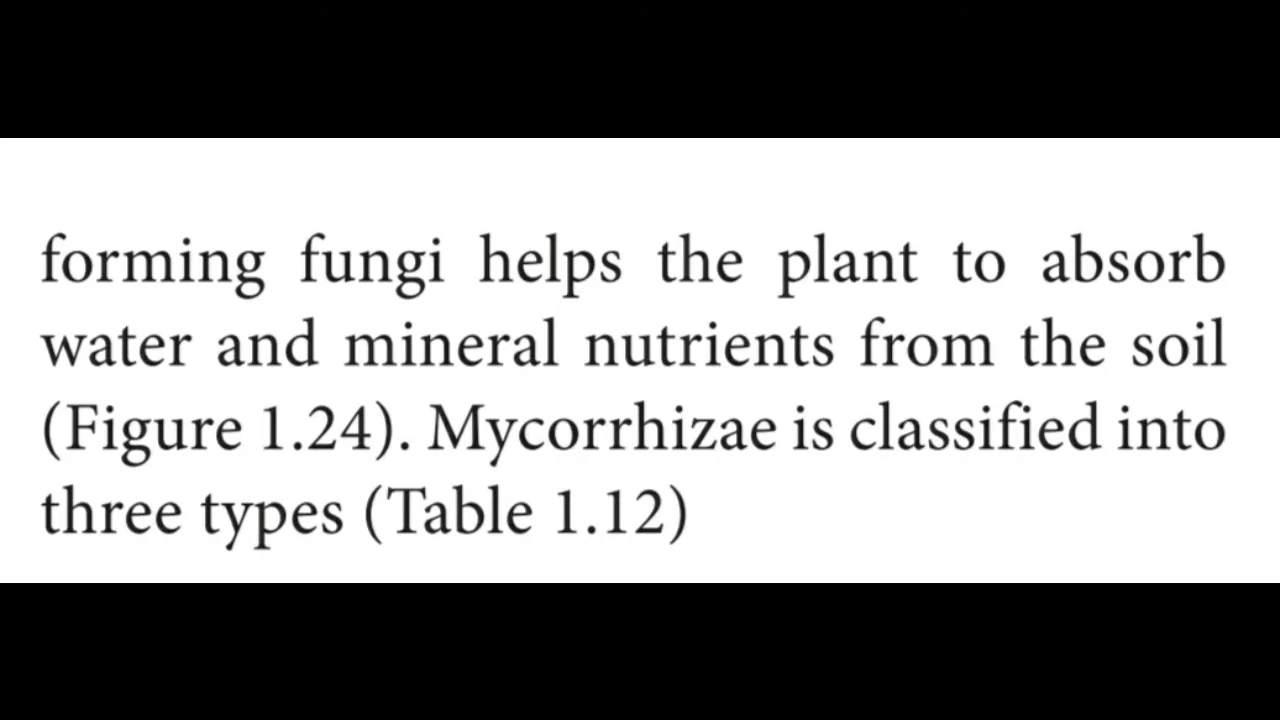 forming fungi helps the plant to absorb
water and mineral nutrients from the soil
(Figure 1.24). Mycorrhizae is classified into
three types (Table 1.12)